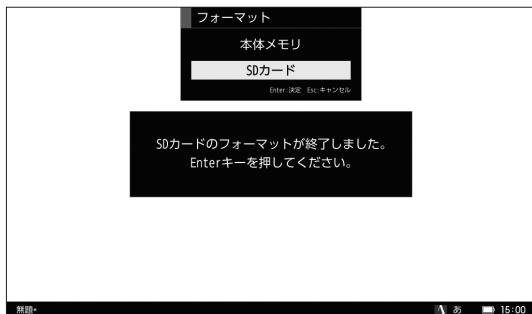 フォーマット
本体メモリ
SDカード
Enter:決定 Esc:キャンセル
SDカードのフォーマットが終了しました。
Enterキーを押してください。
無題*
A あ 15:00